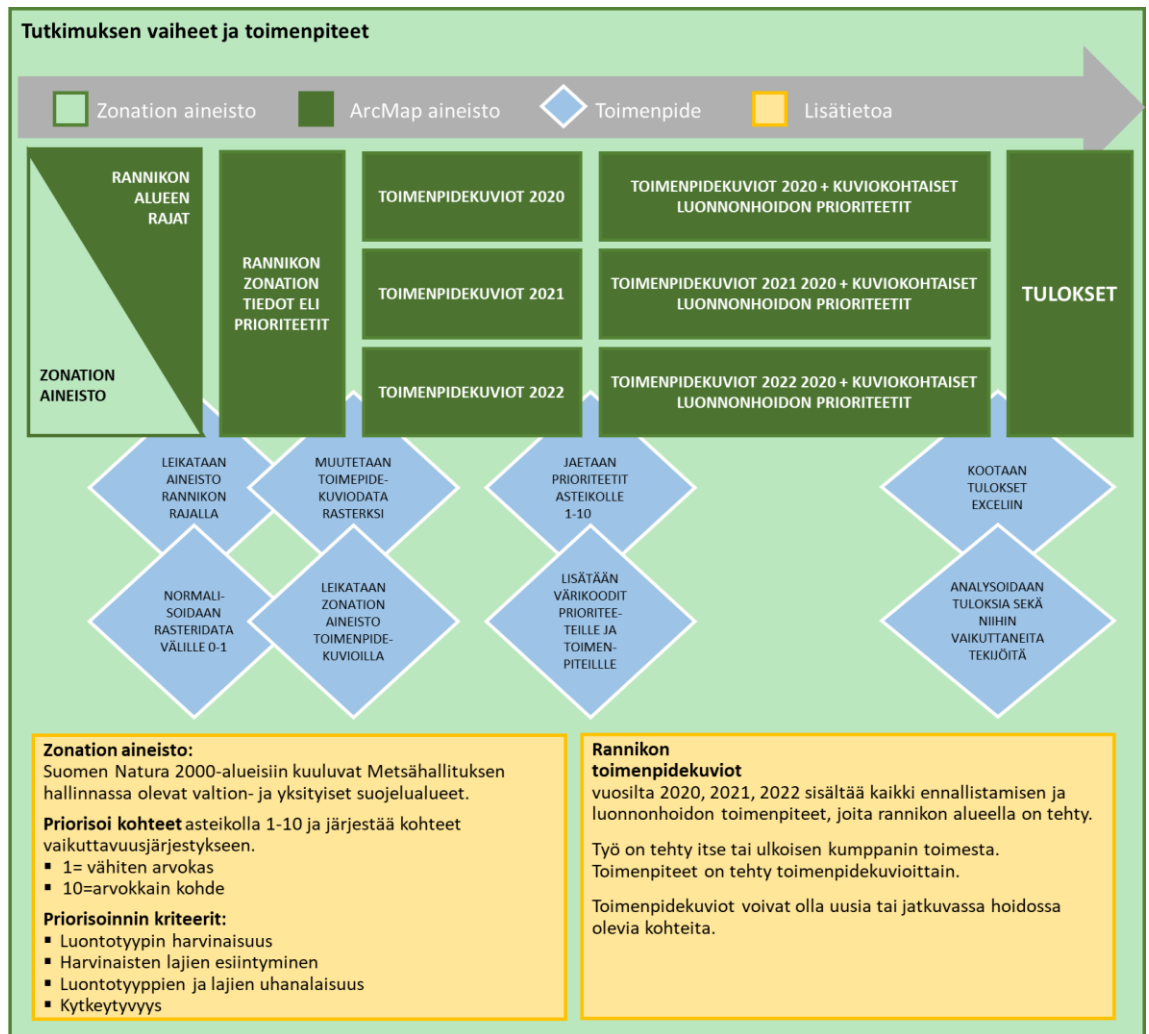 Tutkimuksen vaiheet ja toimenpiteet
Zonation aineisto
ArcMap aineisto
Toimenpide
Lisätietoa
RANNIKON
ALUEEN
RAJAT
ZONATION
AINEISTO
RANNIKON
ZONATION
TIEDOT ELI
PRIORITEETIT
TOIMENPIDEKUVIOT 2020
TOIMENPIDEKUVIOT 2021
TOIMENPIDEKUVIOT 2022
TOIMENPIDEKUVIOT 2020 + KUVIOKOHTAISET
LUONNONHOIDON PRIORITEETIT
TOIMENPIDEKUVIOT 2021 2020 + KUVIOKOHTAISET
LUONNONHOIDON PRIORITEETIT
TOIMENPIDEKUVIOT 2022 2020 + KUVIOKOHTAISET
LUONNONHOIDON PRIORITEETIT
TULOKSET
LEIKATAAN
AINEISTO
RANNIKON
RAJALLA
MUUTETAAN
TOIMEPIDE-
KUVIODATA
RASTERKSI
JAETAAN
PRIORITEETIT
ASTEIKOLLE
1-10
KOOTAAN
TULOKSET
EXCELIIN
NORMALI-
SOIDAAN
RASTERIDATA
VÄLILLE 0-1
LEIKATAAN
ZONATION
AINEISTO
TOIMENPIDE-
KUVIOILLA
LISÄTÄÄN
VÄRIKOODIT
PRIORITEE-
TEILLE JA
TOIMEN-
PITEILLLE
ANALYSOIDAAN
TULOKSIA SEKÄ
NIIHIN
VAIKUTTANEITA
TEKIJÖITÄ
Zonation aineisto:
Suomen Natura 2000-alueisiin kuuluvat Metsähallituksen
hallinnassa olevat valtion- ja yksityiset suojelualueet.
Priorisoi kohteet asteikolla 1-10 ja järjestää kohteet
vaikuttavuusjärjestykseen.
▪ 1= vähiten arvokas
▪ 10=arvokkain kohde
Priorisoinnin kriteerit:
▪ Luontotyypin harvinaisuus
▪ Harvinaisten lajien esiintyminen
▪ Luontotyyppien ja lajien uhanalaisuus
▪ Kytkeytyvyys
Rannikon
toimenpidekuviot
vuosilta 2020, 2021, 2022 sisältää kaikki ennallistamisen ja
luonnonhoidon toimenpiteet, joita rannikon alueella on tehty.
Työ on tehty itse tai ulkoisen kumppanin toimesta.
Toimenpiteet on tehty toimenpidekuvioittain.
Toimenpidekuviot voivat olla uusia tai jatkuvassa hoidossa
olevia kohteita.